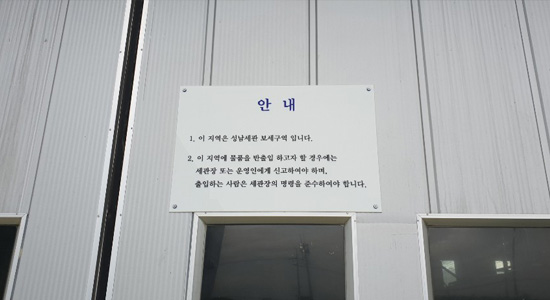 안 내
1. 이 지역은 성남세관 보세구역 입니다.
2. 이 지역에 물품을 반출입 하고자 할 경우에는
세관장 또는 운영인에게 신고하여야 하며,
출입하는 사람은 세관장의 명령을 준수하여야 합니다.